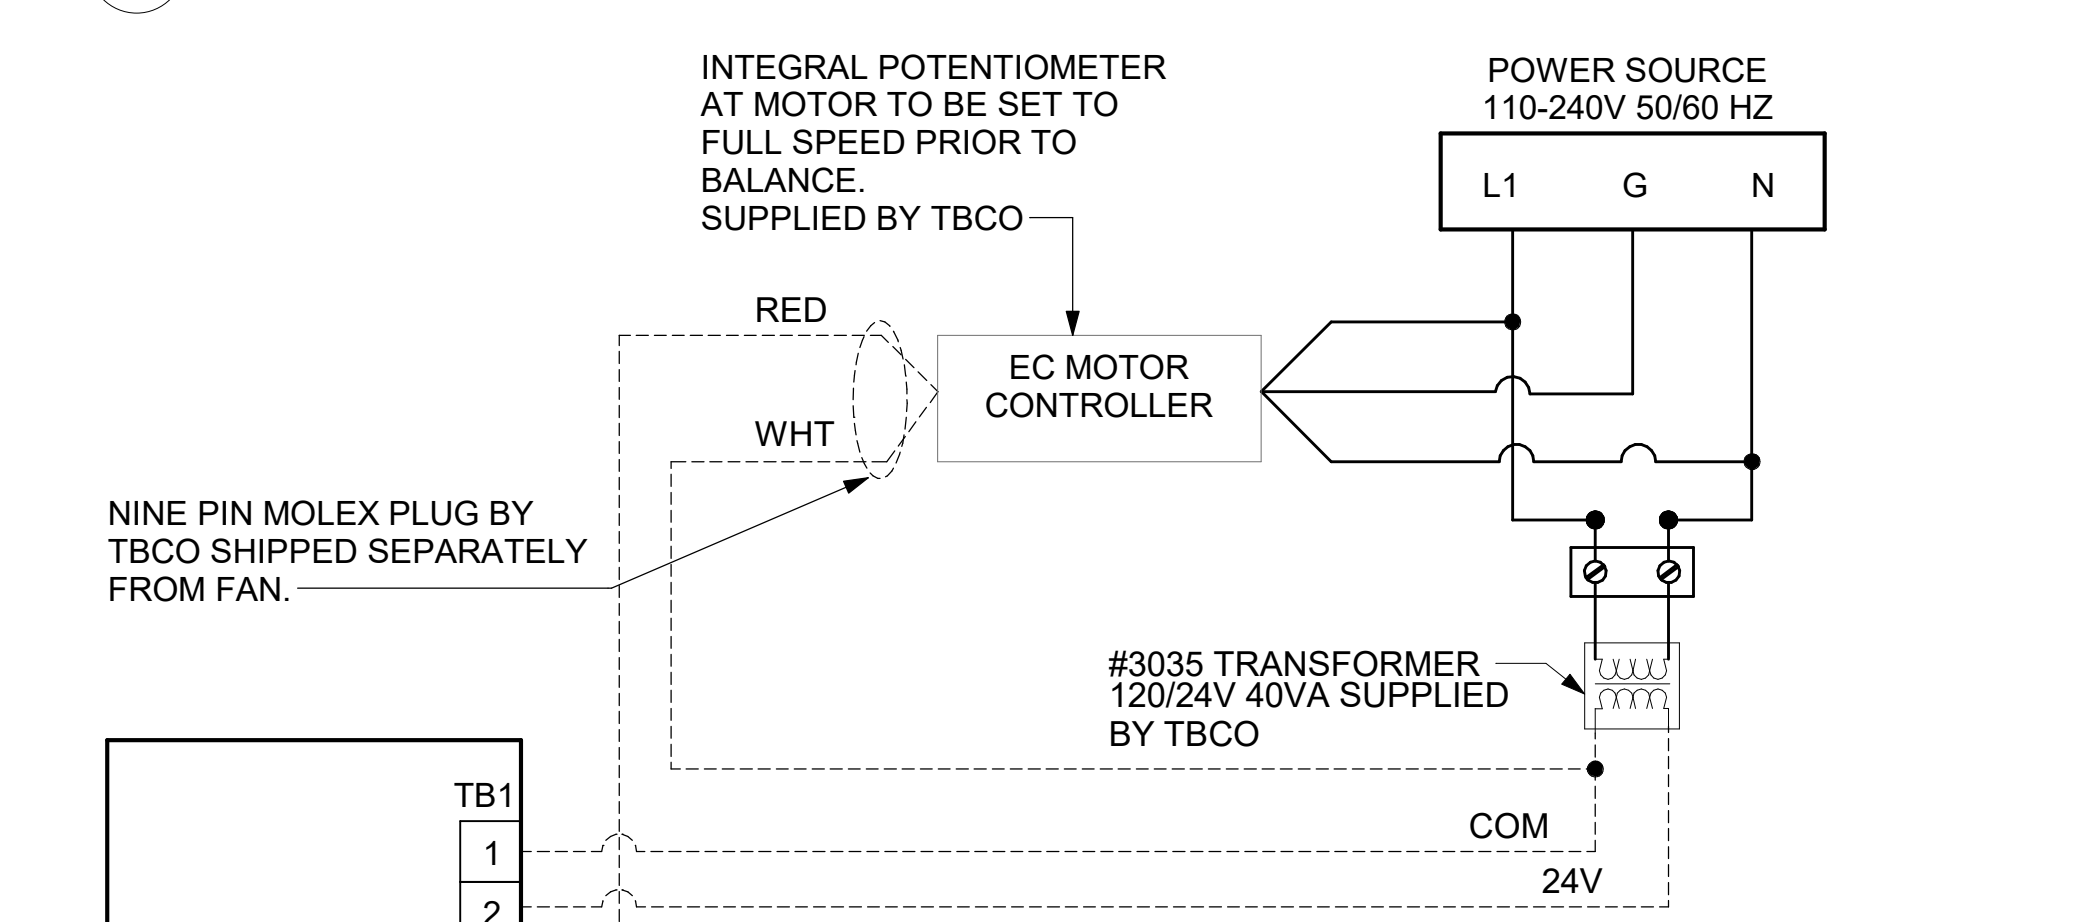 INTEGRAL POTENTIOMETER
AT MOTOR TO BE SET TO
FULL SPEED PRIOR TO
BALANCE.
SUPPLIED BY TBCO
POWER SOURCE
110-240V 50/60 HZ
L1 G N
RED
EC MOTOR
CONTROLLER
WHT
NINE PIN MOLEX PLUG BY
TBCO SHIPPED SEPARATELY
FROM FAN.
#3035 TRANSFORMER
120/24V 40VA SUPPLIED
BY TBCO
TB1
COM
1
24V
2